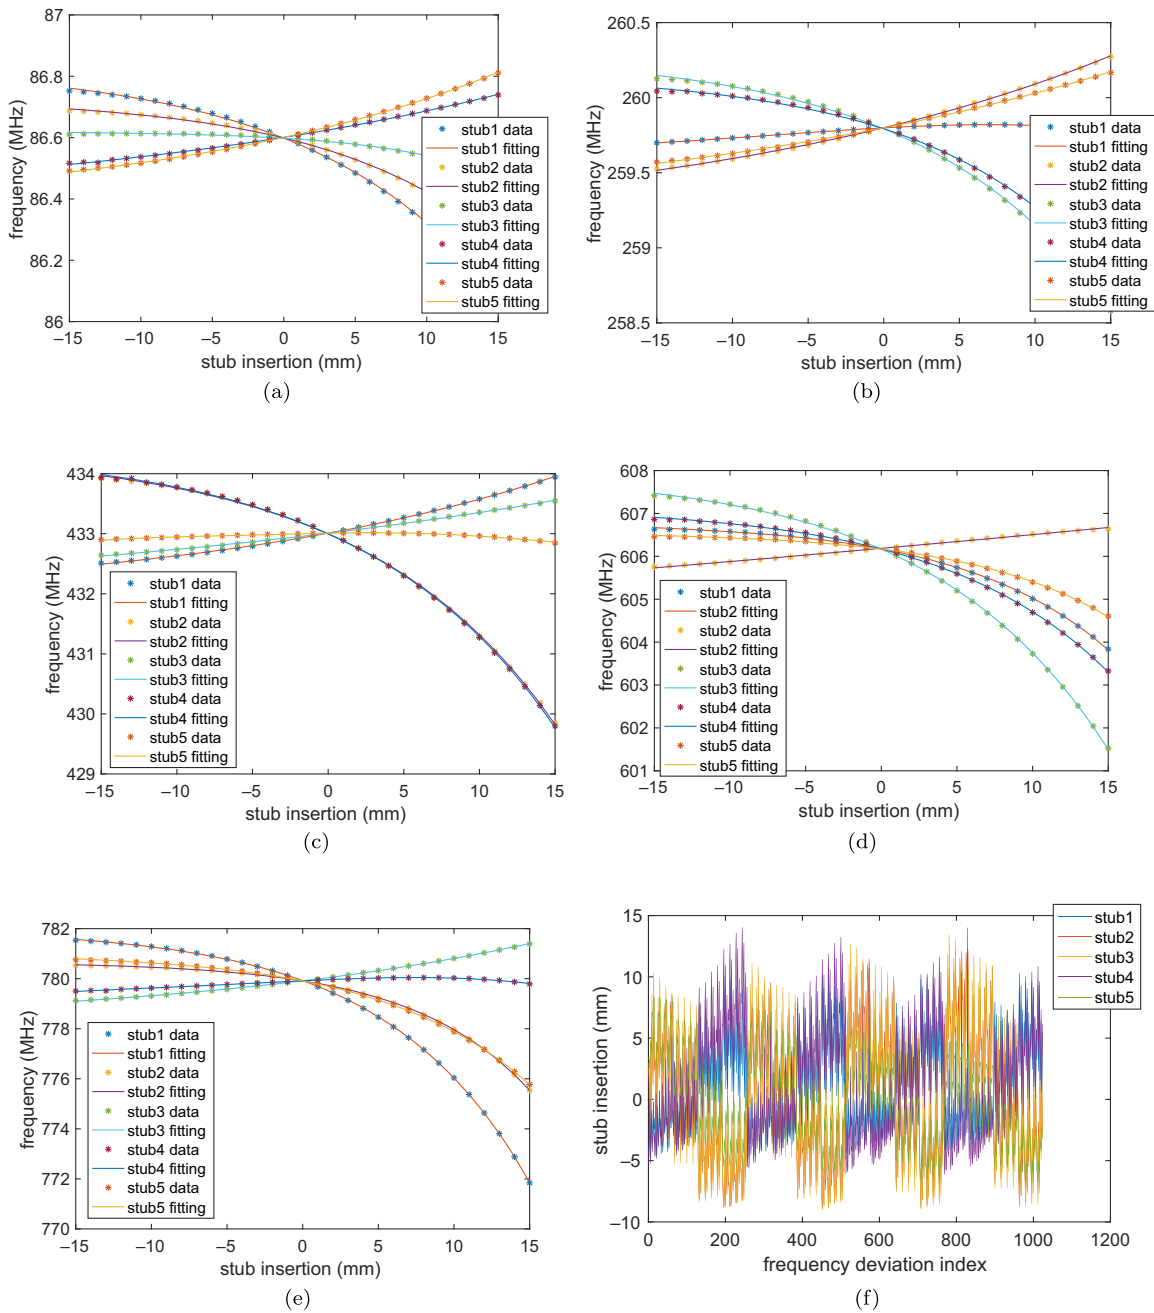 87
86.8
86.6
86.4
86.2
86
frequency (MHz)
–15 –10 –5 0 5 10 15
stub insertion (mm)
stub1 data
stub1 fitting
stub2 data
stub2 fitting
stub3 data
stub3 fitting
stub4 data
stub4 fitting
stub5 data
stub5 fitting
(a)
260.5
260
259.5
259
258.5
frequency (MHz)
–15 –10 –5 0 5 10 15
stub insertion (mm)
stub1 data
stub1 fitting
stub2 data
stub2 fitting
stub3 data
stub3 fitting
stub4 data
stub4 fitting
stub5 data
stub5 fitting
(b)
434
433
432
431
430
429
frequency (MHz)
–15 –10 –5 0 5 10 15
stub insertion (mm)
stub1 data
stub1 fitting
stub2 data
stub2 fitting
stub3 data
stub3 fitting
stub4 data
stub4 fitting
stub5 data
stub5 fitting
(c)
608
607
606
605
604
603
602
601
frequency (MHz)
–15 –10 –5 0 5 10 15
stub insertion (mm)
stub1 data
stub2 fitting
stub2 data
stub2 fitting
stub3 data
stub3 fitting
stub4 data
stub4 fitting
stub5 data
stub5 fitting
(d)
782
780
778
776
774
772
770
frequency (MHz)
–15 –10 –5 0 5 10 15
stub insertion (mm)
stub1 data
stub1 fitting
stub2 data
stub2 fitting
stub3 data
stub3 fitting
stub4 data
stub4 fitting
stub5 data
stub5 fitting
(e)
15
10
5
0
–5
–10
stub insertion (mm)
0 200 400 600 800 1000 1200
frequency deviation index
stub1
stub2
stub3
stub4
stub5
(f)